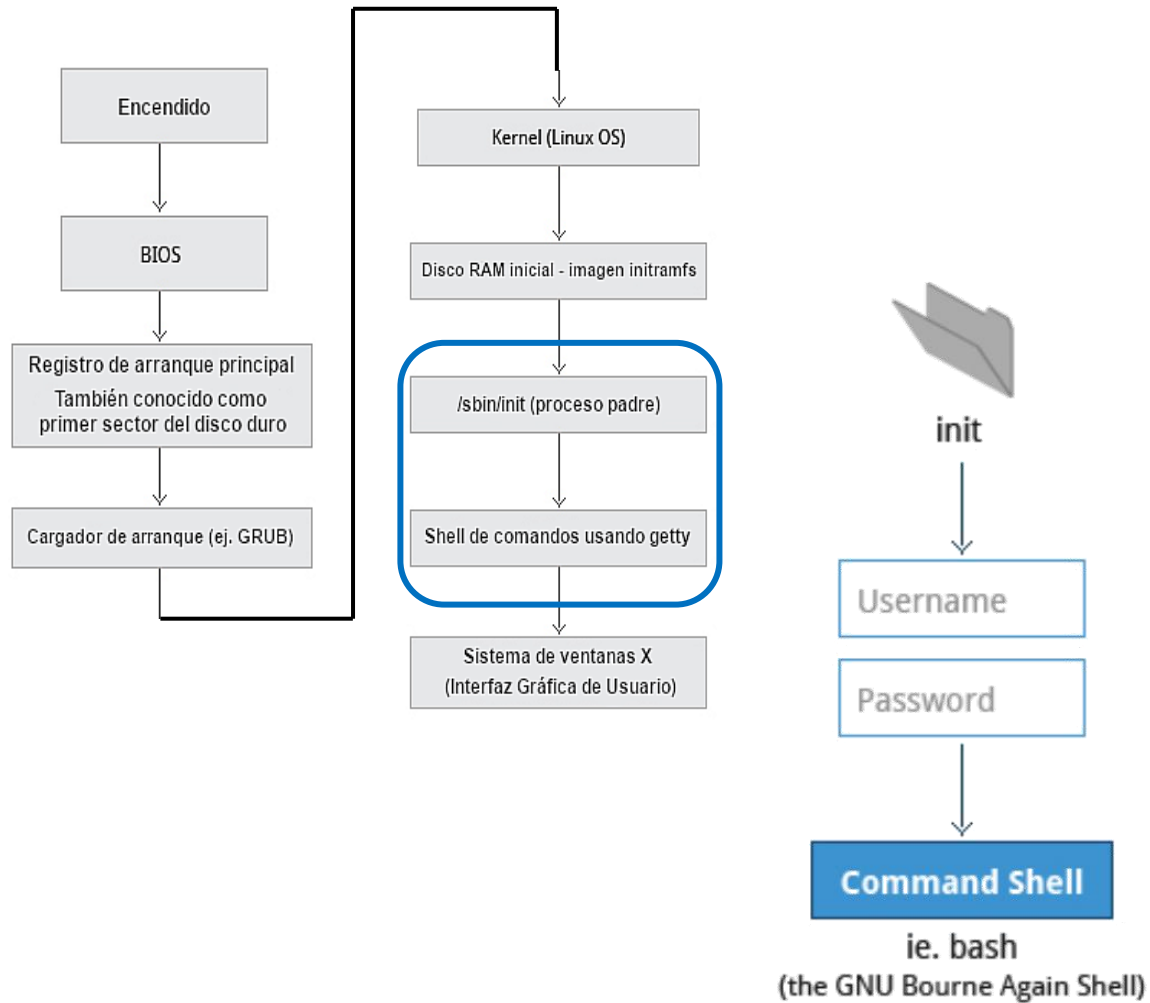 Encendido
BIOS
Registro de arranque principal
También conocido como
primer sector del disco duro
Cargador de arranque (ej. GRUB)
Kernel (Linux OS)
Disco RAM inicial - imagen initramfs
/sbin/init (proceso padre)
Shell de comandos usando getty
Sistema de ventanas X
(Interfaz Gráfica de Usuario)
init
Username
Password
Command Shell
ie. bash
(the GNU Bourne Again Shell)